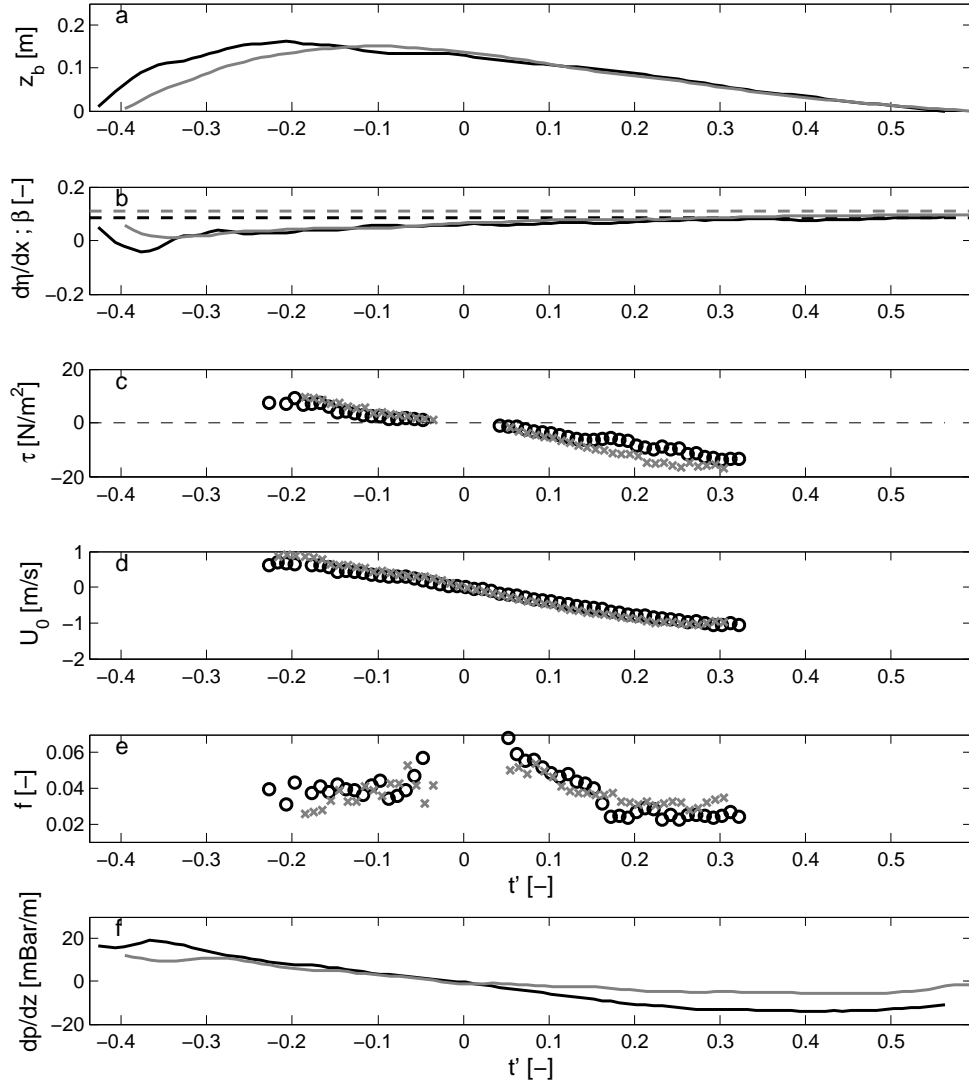 a
z_b [m]
0.2
0.1
0
−0.4 −0.3 −0.2 −0.1 0 0.1 0.2 0.3 0.4 0.5
b
dη/dx ; β [−]
0.2
0
−0.2
−0.4 −0.3 −0.2 −0.1 0 0.1 0.2 0.3 0.4 0.5
c
τ [N/m²]
20
0
−20
−0.4 −0.3 −0.2 −0.1 0 0.1 0.2 0.3 0.4 0.5
d
U_0 [m/s]
1
0
−1
−2
−0.4 −0.3 −0.2 −0.1 0 0.1 0.2 0.3 0.4 0.5
e
f [−]
0.06
0.04
0.02
−0.4 −0.3 −0.2 −0.1 0 0.1 0.2 0.3 0.4 0.5
t' [−]
f
dp/dz [mBar/m]
20
0
−20
−0.4 −0.3 −0.2 −0.1 0 0.1 0.2 0.3 0.4 0.5
t' [−]